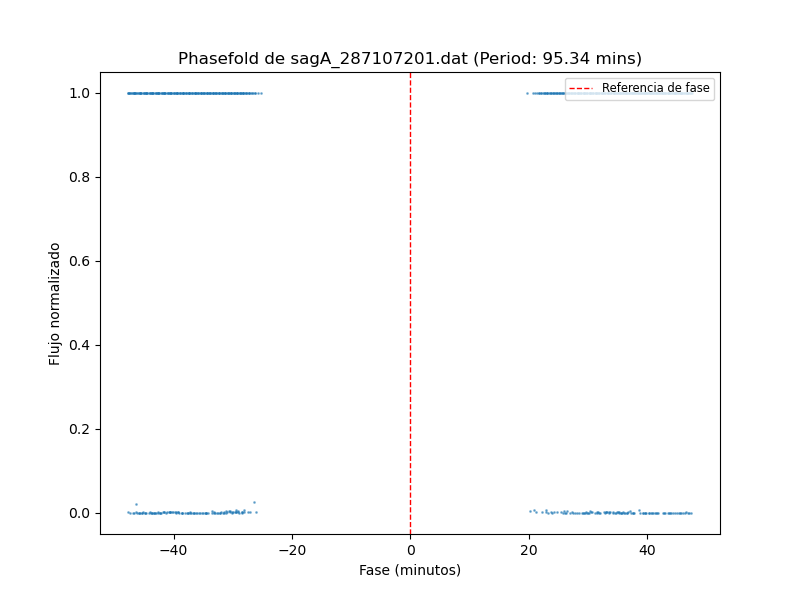 Phasefold de sagA_287107201.dat (Period: 95.34 mins)
Referencia de fase
Flujo normalizado
1.0
0.8
0.6
0.4
0.2
0.0
−40 −20 0 20 40
Fase (minutos)